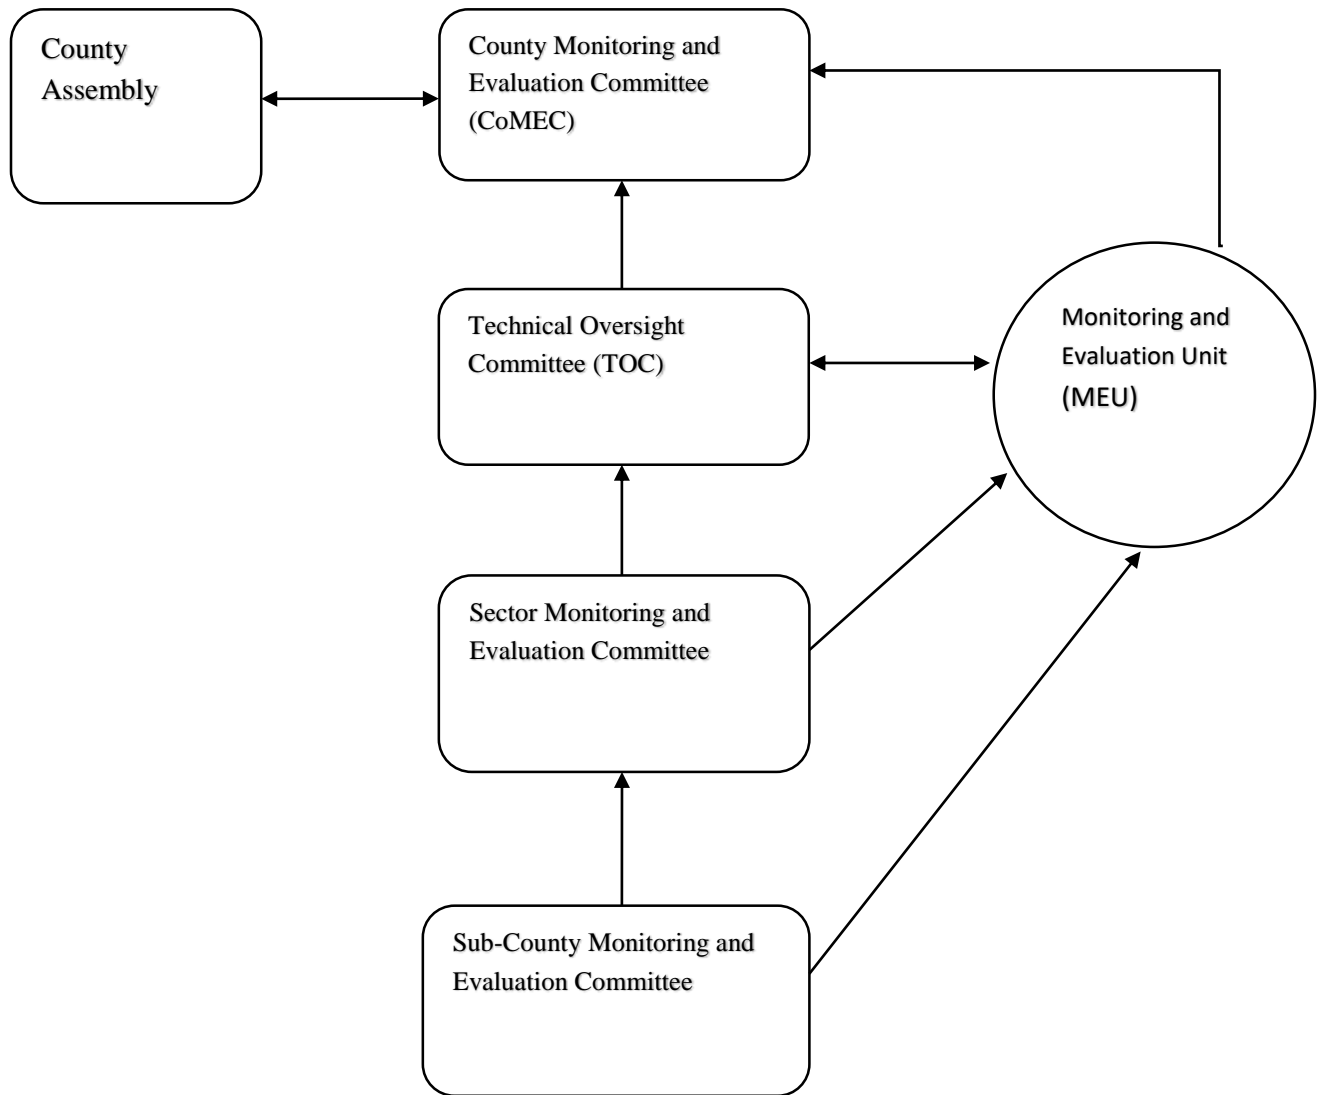 County
Assembly
County Monitoring and
Evaluation Committee
(CoMEC)
Technical Oversight
Committee (TOC)
Monitoring and
Evaluation Unit
(MEU)
Sector Monitoring and
Evaluation Committee
Sub-County Monitoring and
Evaluation Committee